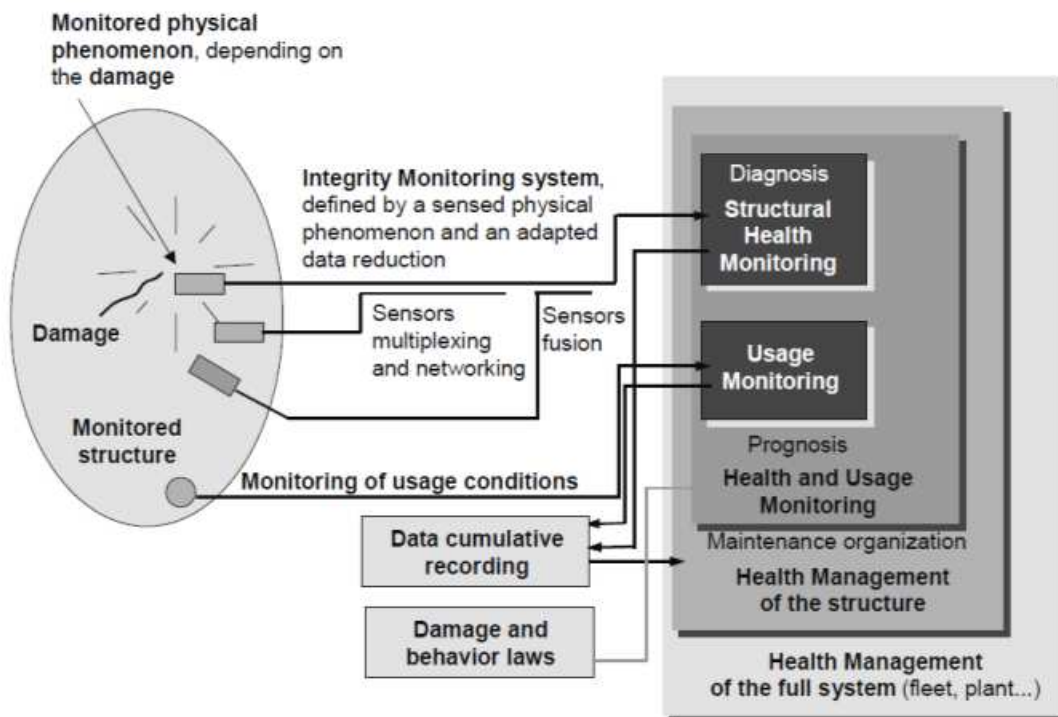 Monitored physical
phenomenon, depending on
the damage
Integrity Monitoring system,
defined by a sensed physical
phenomenon and an adapted
data reduction
Damage
Sensors
multiplexing
and networking
Sensors
fusion
Monitored
structure
Monitoring of usage conditions
Data cumulative
recording
Damage and
behavior laws
Diagnosis
Structural
Health
Monitoring
Usage
Monitoring
Prognosis
Health and Usage
Monitoring
Maintenance organization
Health Management
of the structure
Health Management
of the full system (fleet, plant...)